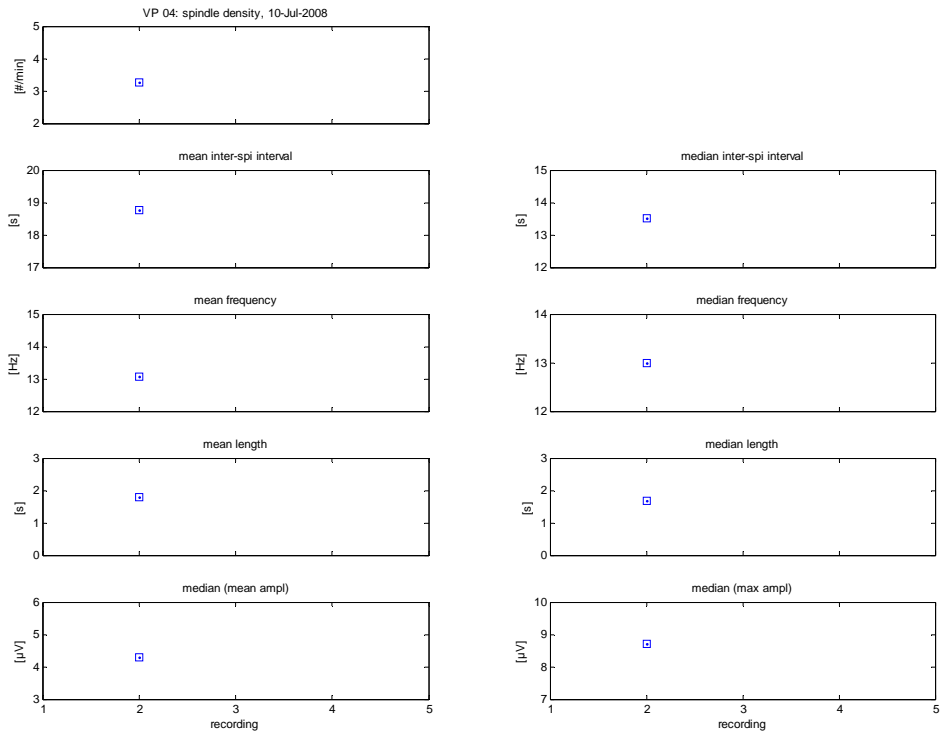 VP 04: spindle density, 10-Jul-2008
5
4
3
2
[#/min]
mean inter-spi interval
20
19
18
17
[s]
median inter-spi interval
15
14
13
12
[s]
mean frequency
15
14
13
12
[Hz]
median frequency
14
13
12
[Hz]
mean length
3
2
1
0
[s]
median length
3
2
1
0
[s]
median (mean ampl)
6
5
4
3
[µV]
1 2 3 4 5
recording
median (max ampl)
10
9
8
7
[µV]
1 2 3 4 5
recording